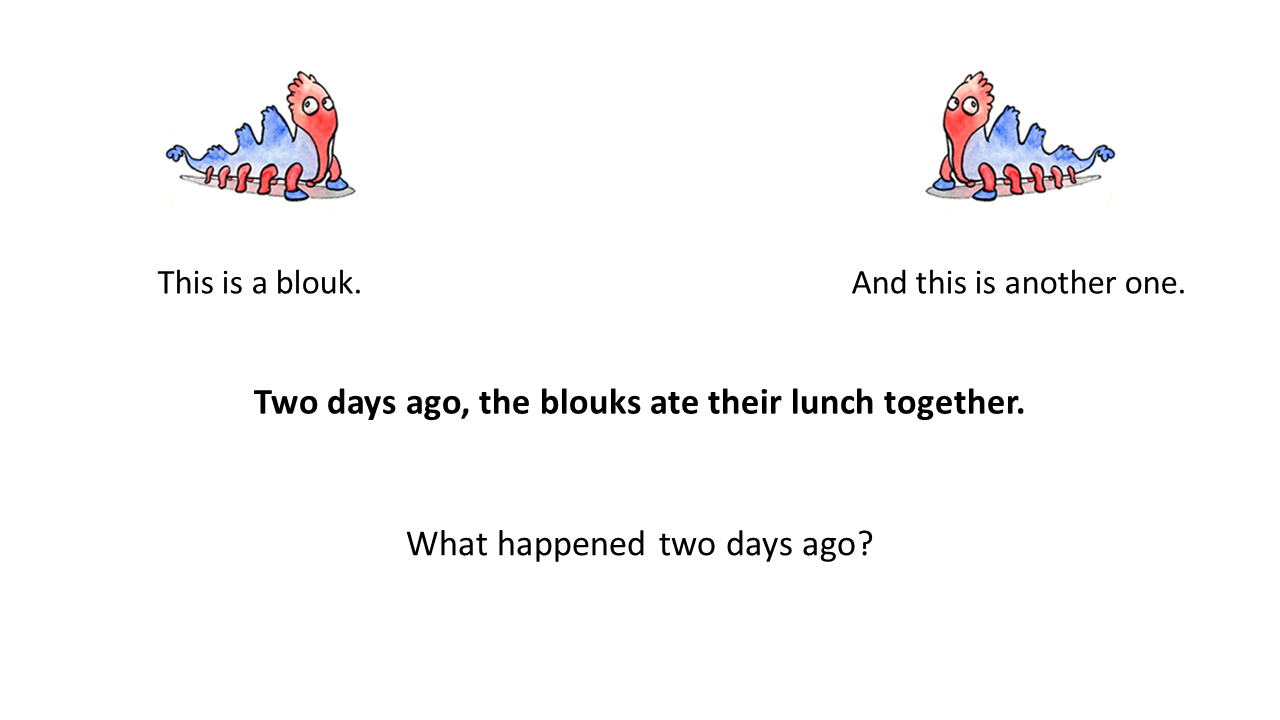 This is a blouk.
And this is another one.
Two days ago, the blouks ate their lunch together.
What happened two days ago?